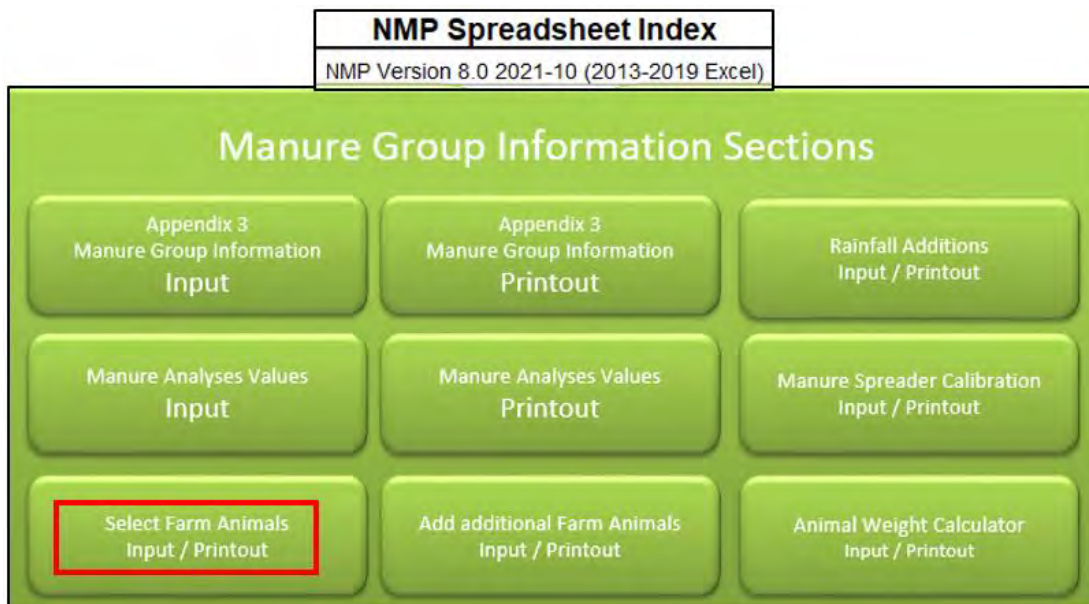 NMP Spreadsheet Index
NMP Version 8.0 2021-10 (2013-2019 Excel)
Manure Group Information Sections
Appendix 3
Manure Group Information
Input
Appendix 3
Manure Group Information
Printout
Rainfall Additions
Input / Printout
Manure Analyses Values
Input
Manure Analyses Values
Printout
Manure Spreader Calibration
Input / Printout
Select Farm Animals
Input / Printout
Add additional Farm Animals
Input / Printout
Animal Weight Calculator
Input / Printout